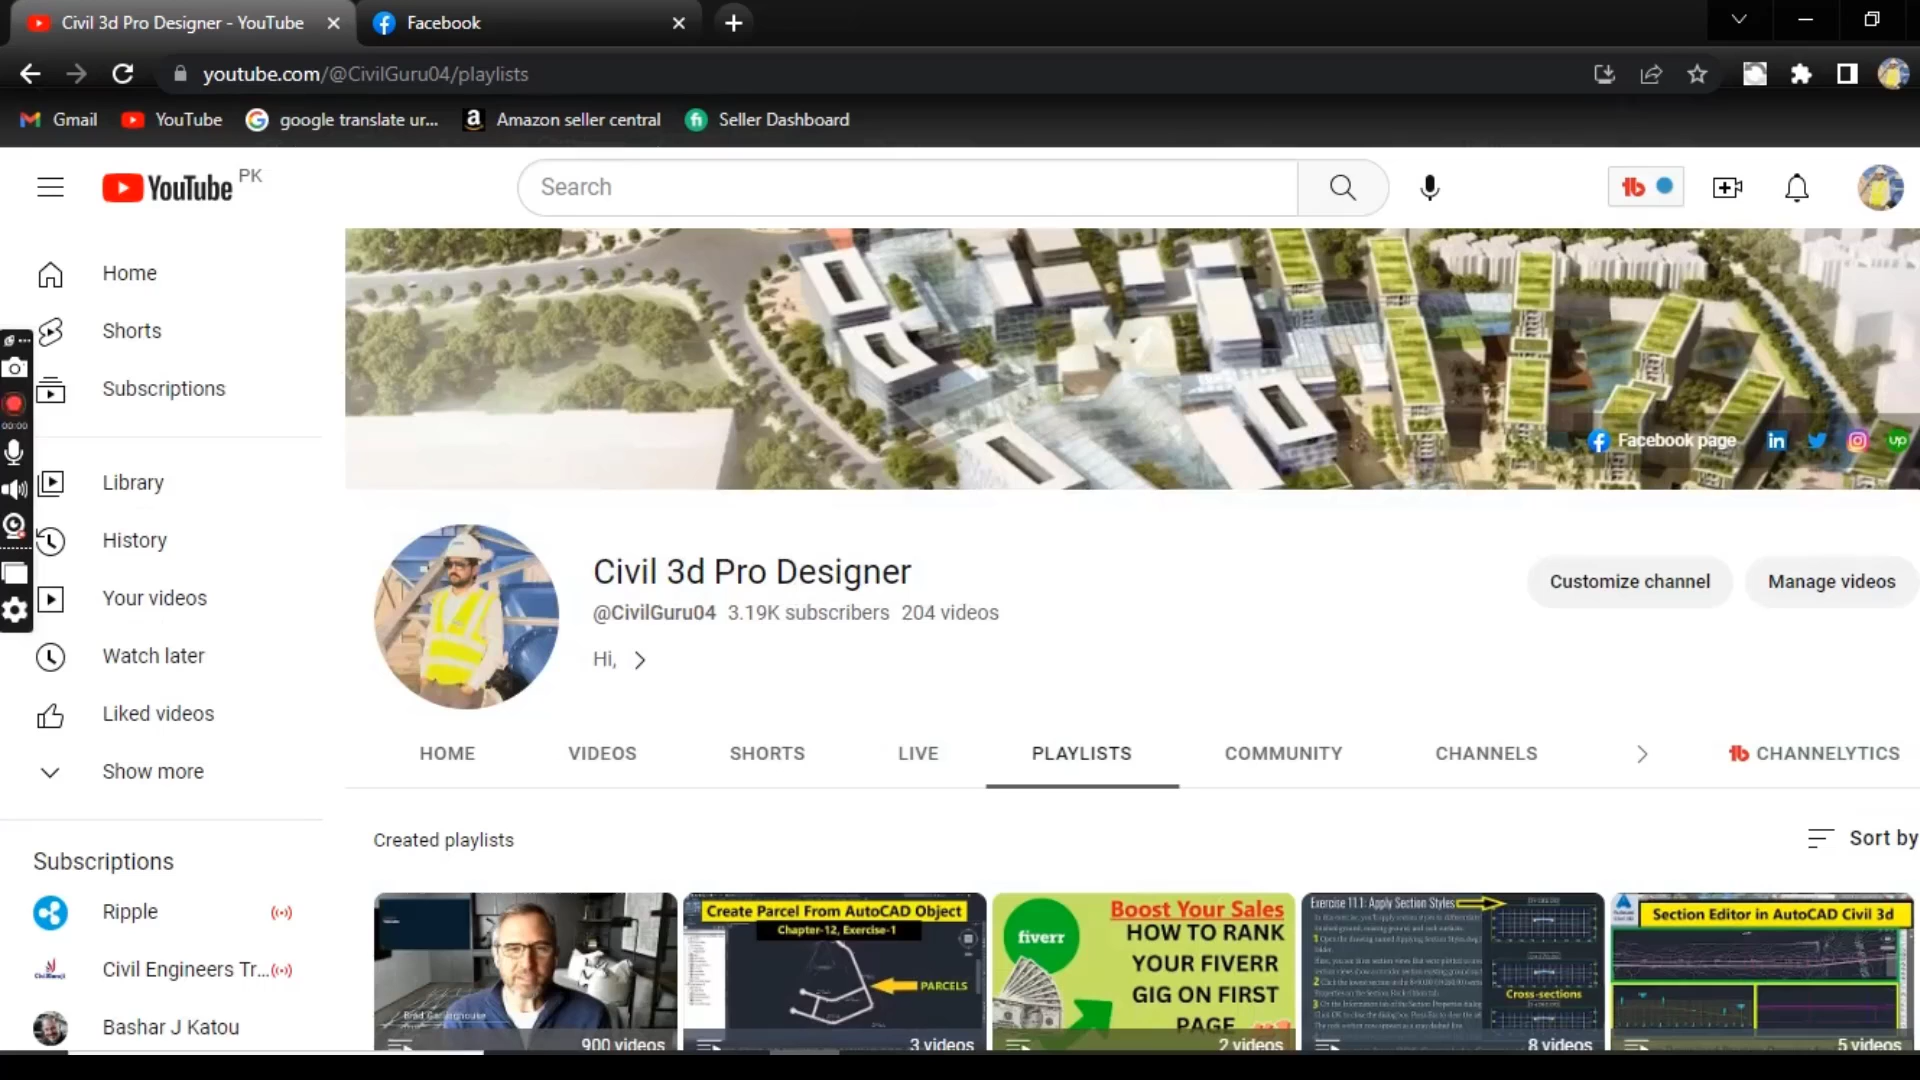 Civil 3d Pro Designer - YouTube
Facebook
youtube.com/@CivilGuru04/playlists
Gmail
YouTube
google translate ur...
Amazon seller central
Seller Dashboard
YouTube PK
Search
Home
Shorts
Subscriptions
Library
History
Your videos
Watch later
Liked videos
Show more
Subscriptions
Ripple
Civil Engineers Tr...
Bashar J Katou
00:00
Facebook page
Civil 3d Pro Designer
@CivilGuru04 3.19K subscribers 204 videos
Hi,
Customize channel
Manage videos
HOME
VIDEOS
SHORTS
LIVE
PLAYLISTS
COMMUNITY
CHANNELS
CHANNELYTICS
Created playlists
Sort by
Brad Garlinghouse
900 videos
Create Parcel From AutoCAD Object
Chapter-12, Exercise-1
PARCELS
3 videos
fiverr
Boost Your Sales
HOW TO RANK
YOUR FIVERR
GIG ON FIRST
PAGE
2 videos
Exercise 11.1: Apply Section Styles
Cross-sections
8 videos
Section Editor in AutoCAD Civil 3d
5 videos